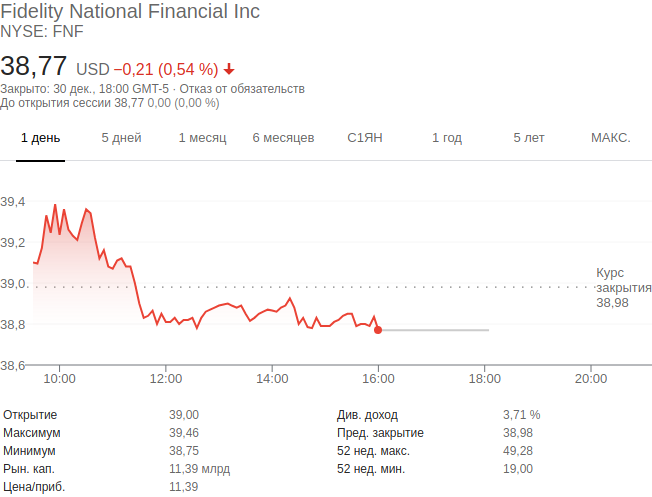 Fidelity National Financial Inc
NYSE: FNF
38,77 USD −0,21 (0,54 %)
Закрыто: 30 дек., 18:00 GMT-5 · Отказ от обязательств
До открытия сессии 38,77 0,00 (0,00 %)
1 день 5 дней 1 месяц 6 месяцев С1ЯН 1 год 5 лет МАКС.
39,4
39,2
39,0
38,8
38,6
Курс
закрытия
38,98
10:00 12:00 14:00 16:00 18:00 20:00
Открытие 39,00 Див. доход 3,71 %
Максимум 39,46 Пред. закрытие 38,98
Минимум 38,75 52 нед. макс. 49,28
Рын. кап. 11,39 млрд 52 нед. мин. 19,00
Цена/приб. 11,39